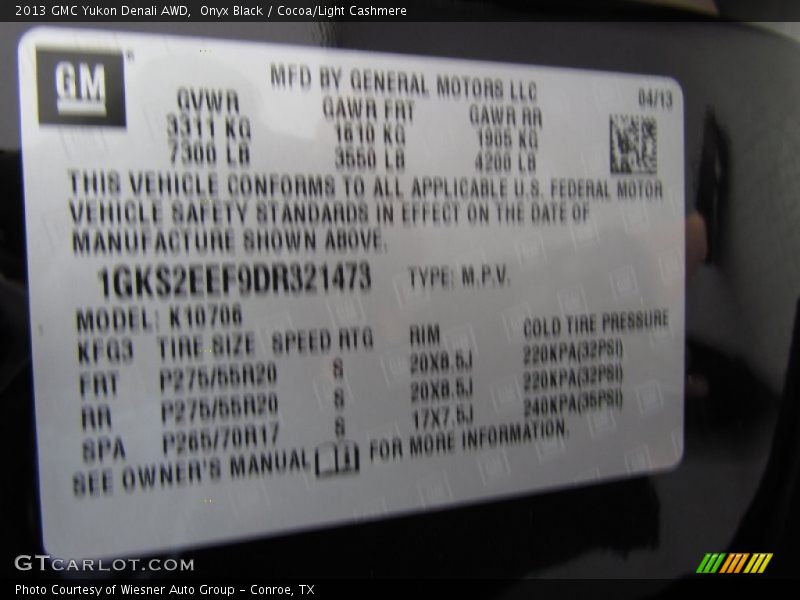 2013 GMC Yukon Denali AWD,  Onyx Black / Cocoa/Light Cashmere
GM
MFD BY GENERAL MOTORS LLC
04/13
GVWR GAWR FRT GAWR RR
3311 KG 1610 KG 1905 KG
7300 LB 3550 LB 4200 LB
THIS VEHICLE CONFORMS TO ALL APPLICABLE U.S. FEDERAL MOTOR
VEHICLE SAFETY STANDARDS IN EFFECT ON THE DATE OF
MANUFACTURE SHOWN ABOVE.
1GKS2EEF9DR321473 TYPE: M.P.V.
MODEL: K10706
KFG3 TIRE SIZE SPEED RTG RIM COLD TIRE PRESSURE
FRT P275/55R20 S 20X8.5J 220KPA(32PSI)
RR P275/55R20 S 20X8.5J 220KPA(32PSI)
SPA P265/70R17 S 17X7.5J 240KPA(35PSI)
SEE OWNER'S MANUAL FOR MORE INFORMATION.
GTCARLOT.COM
Photo Courtesy of Wiesner Auto Group - Conroe, TX